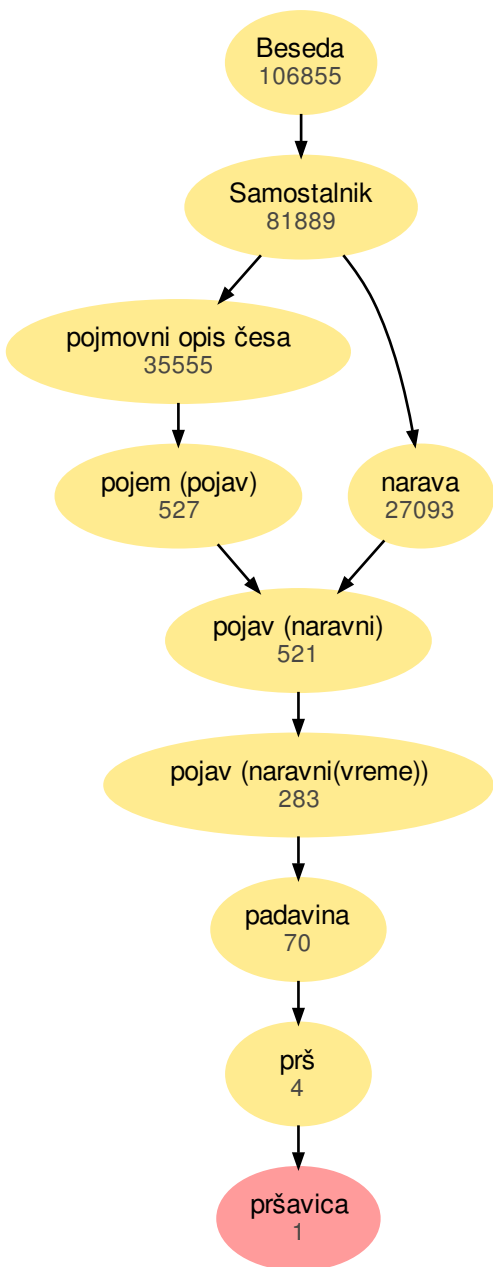 Beseda
106855
Samostalnik
81889
pojmovni opis česa
35555
pojem (pojav)
527
narava
27093
pojav (naravni)
521
pojav (naravni(vreme))
283
padavina
70
prš
4
pršavica
1